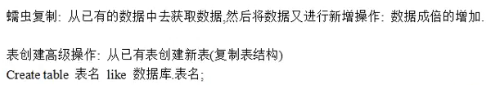 蠕虫复制: 从已有的数据中去获取数据,然后将数据又进行新增操作: 数据成倍的增加.
表创建高级操作: 从已有表创建新表(复制表结构)
Create table 表名 like 数据库.表名;